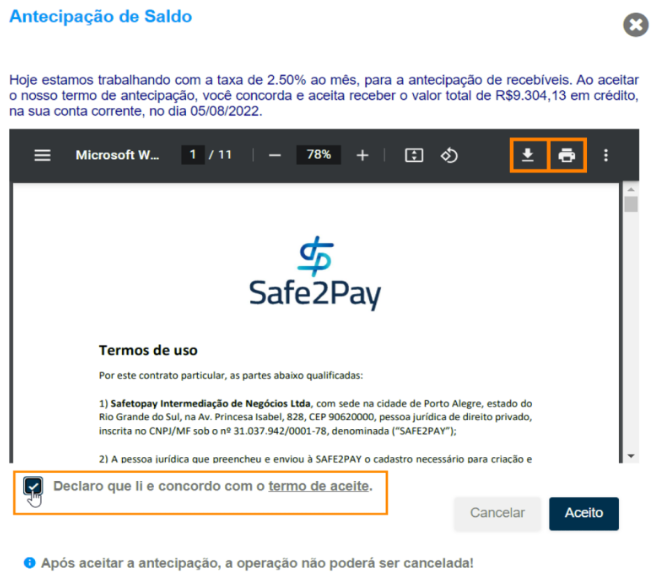 Antecipação de Saldo
Hoje estamos trabalhando com a taxa de 2.50% ao mês, para a antecipação de recebíveis. Ao aceitar
o nosso termo de antecipação, você concorda e aceita receber o valor total de R$9.304,13 em crédito,
na sua conta corrente, no dia 05/08/2022.
Microsoft W... 1 / 11 78%
Safe2Pay
Termos de uso
Por este contrato particular, as partes abaixo qualificadas:
1) Safetopay Intermediação de Negócios Ltda, com sede na cidade de Porto Alegre, estado do
Rio Grande do Sul, na Av. Princesa Isabel, 828, CEP 90620000, pessoa jurídica de direito privado,
inscrita no CNPJ/MF sob o nº 31.037.942/0001-78, denominada ("SAFE2PAY");
2) A pessoa jurídica que preencheu e enviou à SAFE2PAY o cadastro necessário para criação e
Declaro que li e concordo com o termo de aceite.
Cancelar Aceito
Após aceitar a antecipação, a operação não poderá ser cancelada!